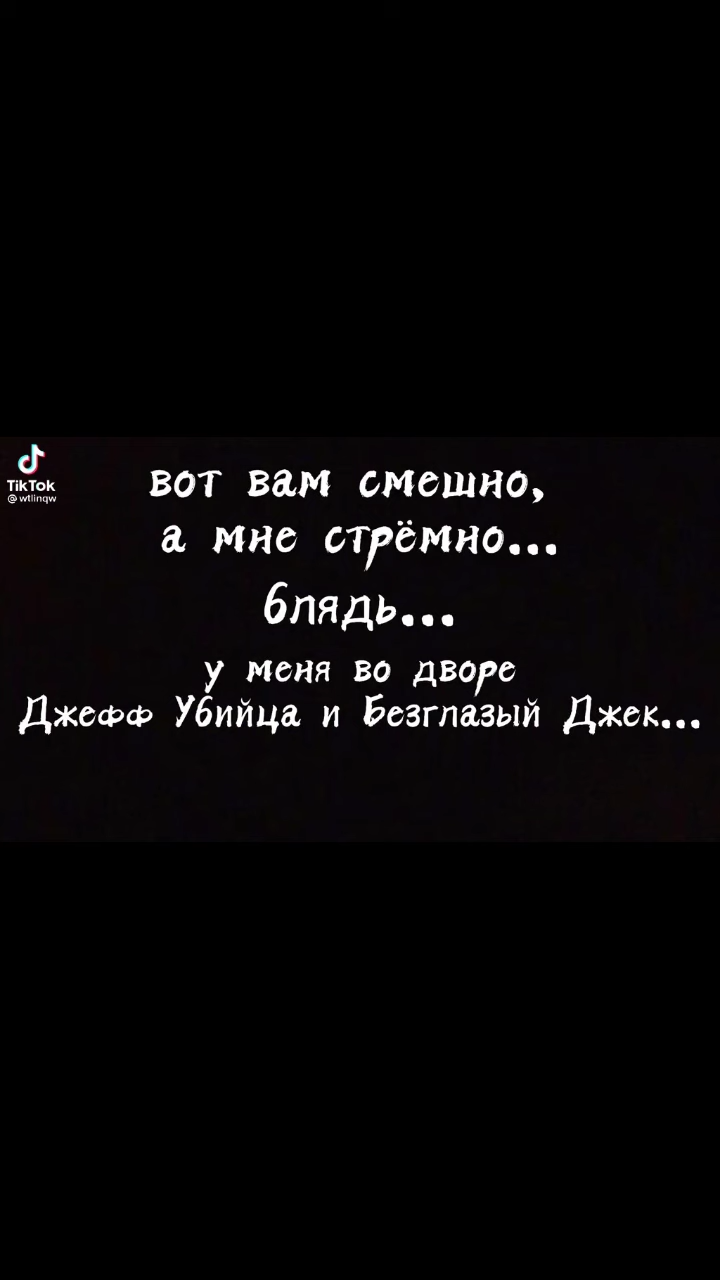 TikTok
@wtlinqw
вот вам смешно,
а мне стрёмно...
блядь...
у меня во дворе
Джефф Убийца и Безглазый Джек...